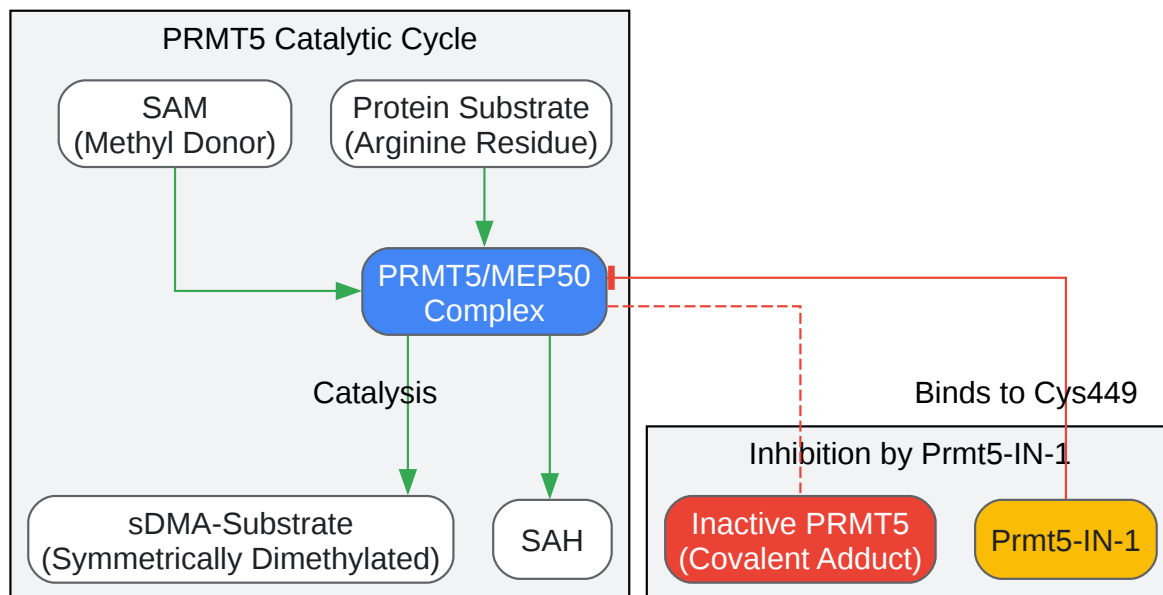 PRMT5 Catalytic Cycle
SAM
(Methyl Donor)
Protein Substrate
(Arginine Residue)
PRMT5/MEP50
Complex
Catalysis
Binds to Cys449
Inhibition by Prmt5-IN-1
sDMA-Substrate
(Symmetrically Dimethylated)
SAH
Inactive PRMT5
(Covalent Adduct)
Prmt5-IN-1